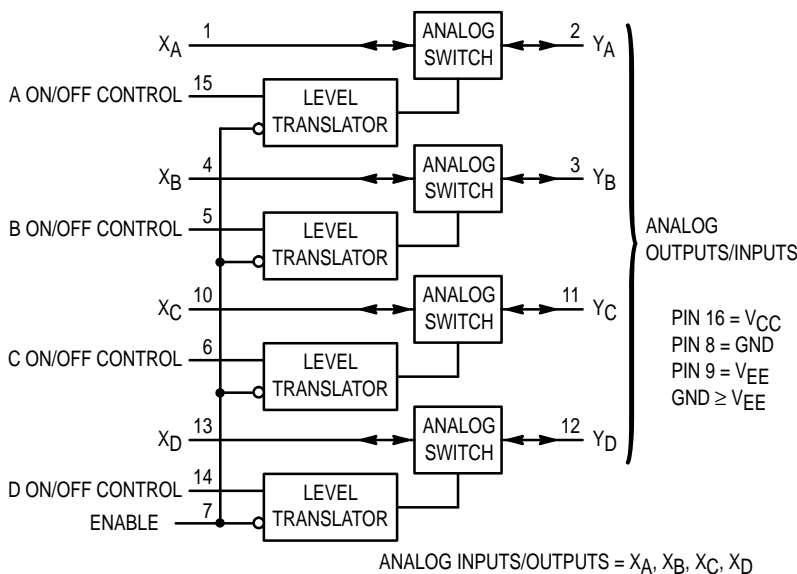 XA 1 ANALOG SWITCH 2 YA
A ON/OFF CONTROL 15 LEVEL TRANSLATOR
XB 4 ANALOG SWITCH 3 YB
B ON/OFF CONTROL 5 LEVEL TRANSLATOR
ANALOG OUTPUTS/INPUTS
XC 10 ANALOG SWITCH 11 YC
PIN 16 = VCC
PIN 8 = GND
PIN 9 = VEE
GND ≥ VEE
C ON/OFF CONTROL 6 LEVEL TRANSLATOR
XD 13 ANALOG SWITCH 12 YD
D ON/OFF CONTROL 14 LEVEL TRANSLATOR
ENABLE 7
ANALOG INPUTS/OUTPUTS = XA, XB, XC, XD